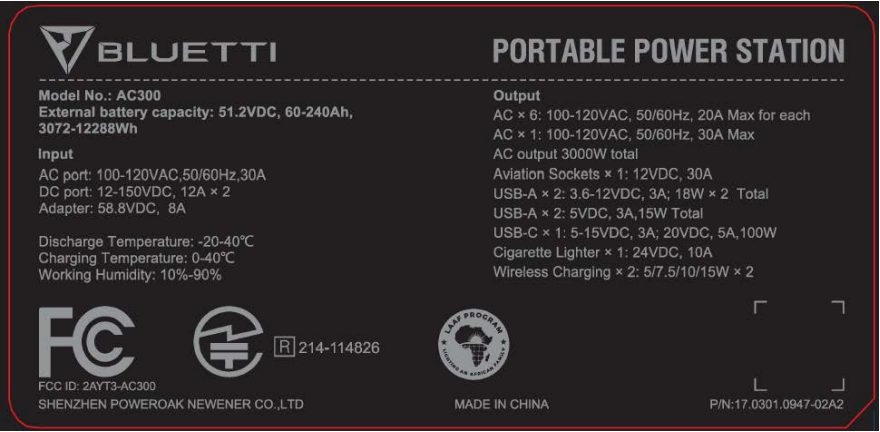 BLUETTI
PORTABLE POWER STATION
Model No.: AC300
External battery capacity: 51.2VDC, 60-240Ah,
3072-12288Wh
Input
AC port: 100-120VAC,50/60Hz,30A
DC port: 12-150VDC, 12A × 2
Adapter: 58.8VDC, 8A
Discharge Temperature: -20-40℃
Charging Temperature: 0-40℃
Working Humidity: 10%-90%
Output
AC × 6: 100-120VAC, 50/60Hz, 20A Max for each
AC × 1: 100-120VAC, 50/60Hz, 30A Max
AC output 3000W total
Aviation Sockets × 1: 12VDC, 30A
USB-A × 2: 3.6-12VDC, 3A; 18W × 2 Total
USB-A × 2: 5VDC, 3A,15W Total
USB-C × 1: 5-15VDC, 3A; 20VDC, 5A,100W
Cigarette Lighter × 1: 24VDC, 10A
Wireless Charging × 2: 5/7.5/10/15W × 2
FC
R 214-114826
LAAF PROGRAM
LIGHTING AN AFRICAN FAMILY
FCC ID: 2AYT3-AC300
SHENZHEN POWEROAK NEWENER CO.,LTD
MADE IN CHINA
P/N:17.0301.0947-02A2